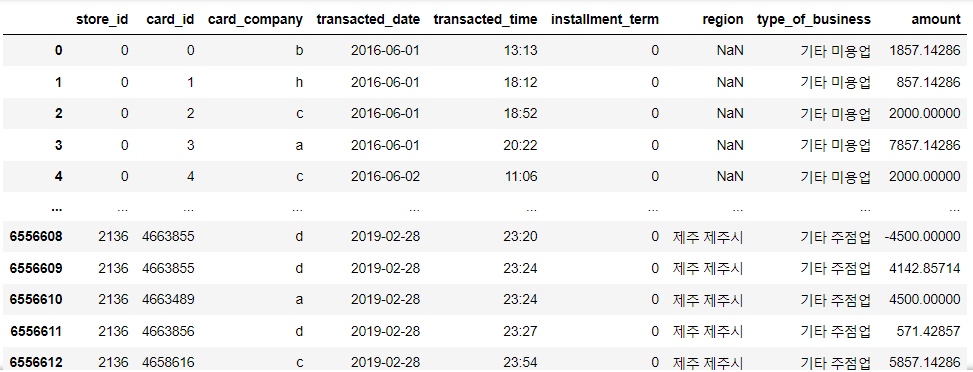 store_id card_id card_company transacted_date transacted_time installment_term region type_of_business amount
0 0 0 b 2016-06-01 13:13 0 NaN 기타 미용업 1857.14286
1 0 1 h 2016-06-01 18:12 0 NaN 기타 미용업 857.14286
2 0 2 c 2016-06-01 18:52 0 NaN 기타 미용업 2000.00000
3 0 3 a 2016-06-01 20:22 0 NaN 기타 미용업 7857.14286
4 0 4 c 2016-06-02 11:06 0 NaN 기타 미용업 2000.00000
... ... ... ... ... ... ... ... ... ...
6556608 2136 4663855 d 2019-02-28 23:20 0 제주 제주시 기타 주점업 -4500.00000
6556609 2136 4663855 d 2019-02-28 23:24 0 제주 제주시 기타 주점업 4142.85714
6556610 2136 4663489 a 2019-02-28 23:24 0 제주 제주시 기타 주점업 4500.00000
6556611 2136 4663856 d 2019-02-28 23:27 0 제주 제주시 기타 주점업 571.42857
6556612 2136 4658616 c 2019-02-28 23:54 0 제주 제주시 기타 주점업 5857.14286